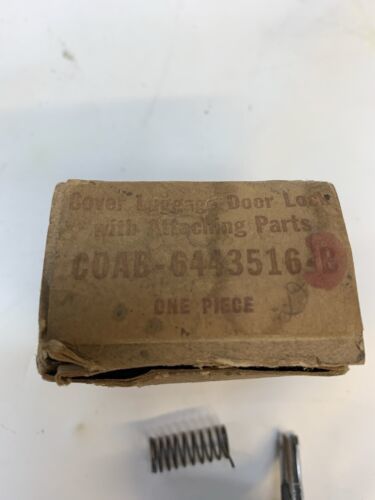 Cover Luggage Door Lock
with Attaching Parts
COAB-6443516-B
ONE PIECE